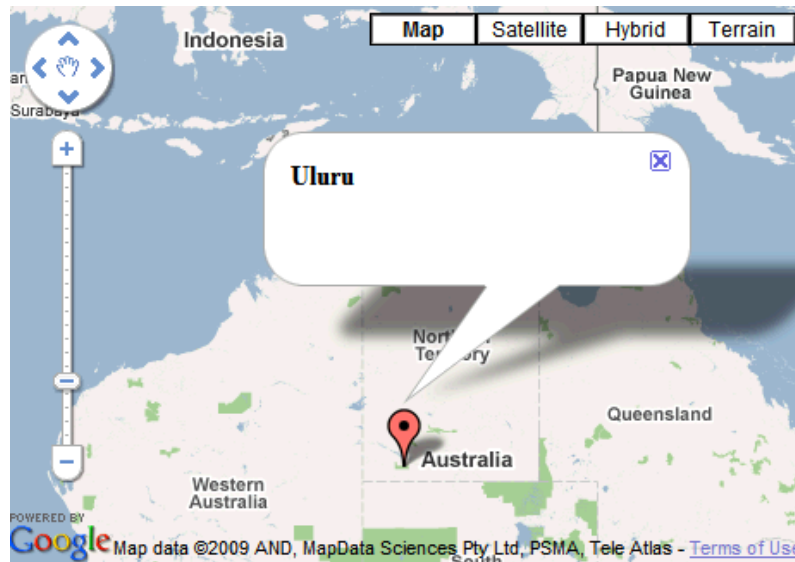 Indonesia
Map Satellite Hybrid Terrain
Papua New
Guinea
Surabaya
Uluru
Northern
Territory
Queensland
Australia
Western
Australia
POWERED BY
Google
Map data ©2009 AND, MapData Sciences Pty Ltd, PSMA, Tele Atlas - Terms of Use
South